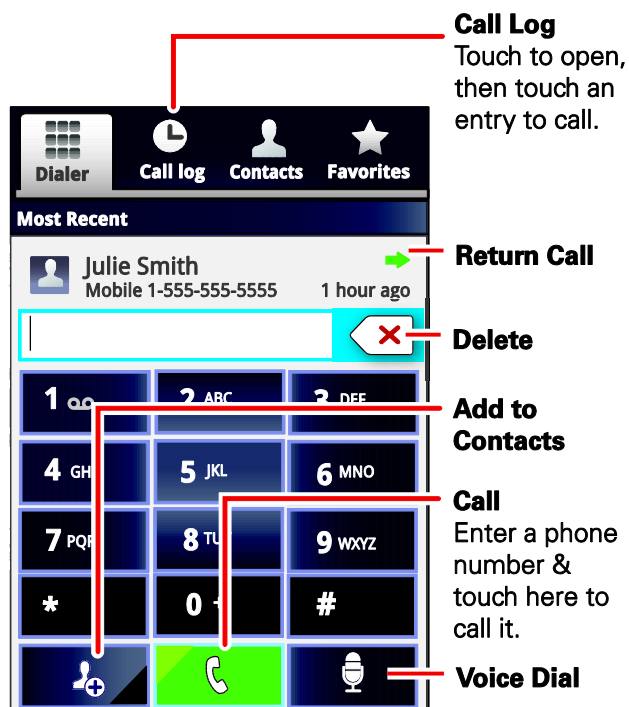 Call Log
Touch to open,
then touch an
entry to call.
Dialer
Call log
Contacts
Favorites
Most Recent
Julie Smith
Mobile 1-555-555-5555
1 hour ago
Return Call
Delete
1
2 ABC
3 DEF
Add to
Contacts
4 GH
5 JKL
6 MNO
Call
Enter a phone
number &
touch here to
call it.
7 PQR
8 TU
9 WXYZ
*
0 +
#
Voice Dial